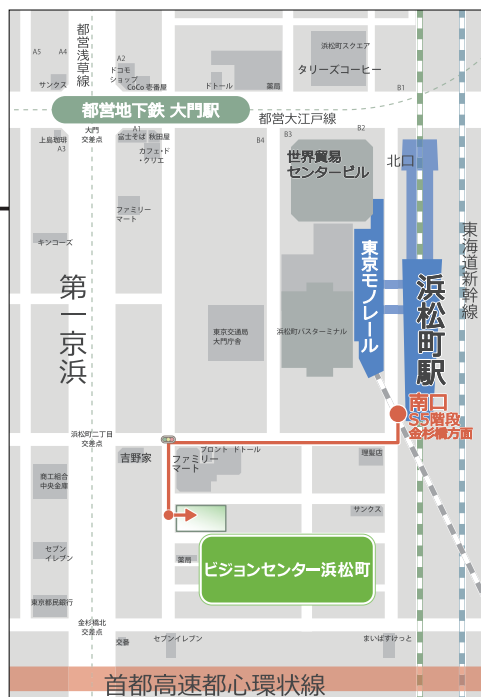 都営浅草線
A5
A4
A2
サンクス
ドコモ
ショップ
CoCo 壱番屋
ドトール
薬局
浜松町スクエア
タリーズコーヒー
B1
都営地下鉄 大門駅
都営大江戸線
大門
交差点
上島珈琲
A3
A1
富士そば
秋田屋
カフェ・ド
・クリエ
B4
B3
B2
世界貿易
センタービル
北口
ファミリー
マート
キンコーズ
東海道新幹線
第一京浜
東京モノレール
浜松町駅
東京交通局
大門庁舎
浜松町バスターミナル
南口
S5階段
金杉橋方面
浜松町二丁目
交差点
吉野家
ファミリー
マート
フロント
ドトール
理髪店
商工組合
中央金庫
サンクス
セブン
イレブン
薬局
ビジョンセンター浜松町
東京都民銀行
金杉橋北
交差点
交番
セブンイレブン
まいばすけっと
首都高速都心環状線